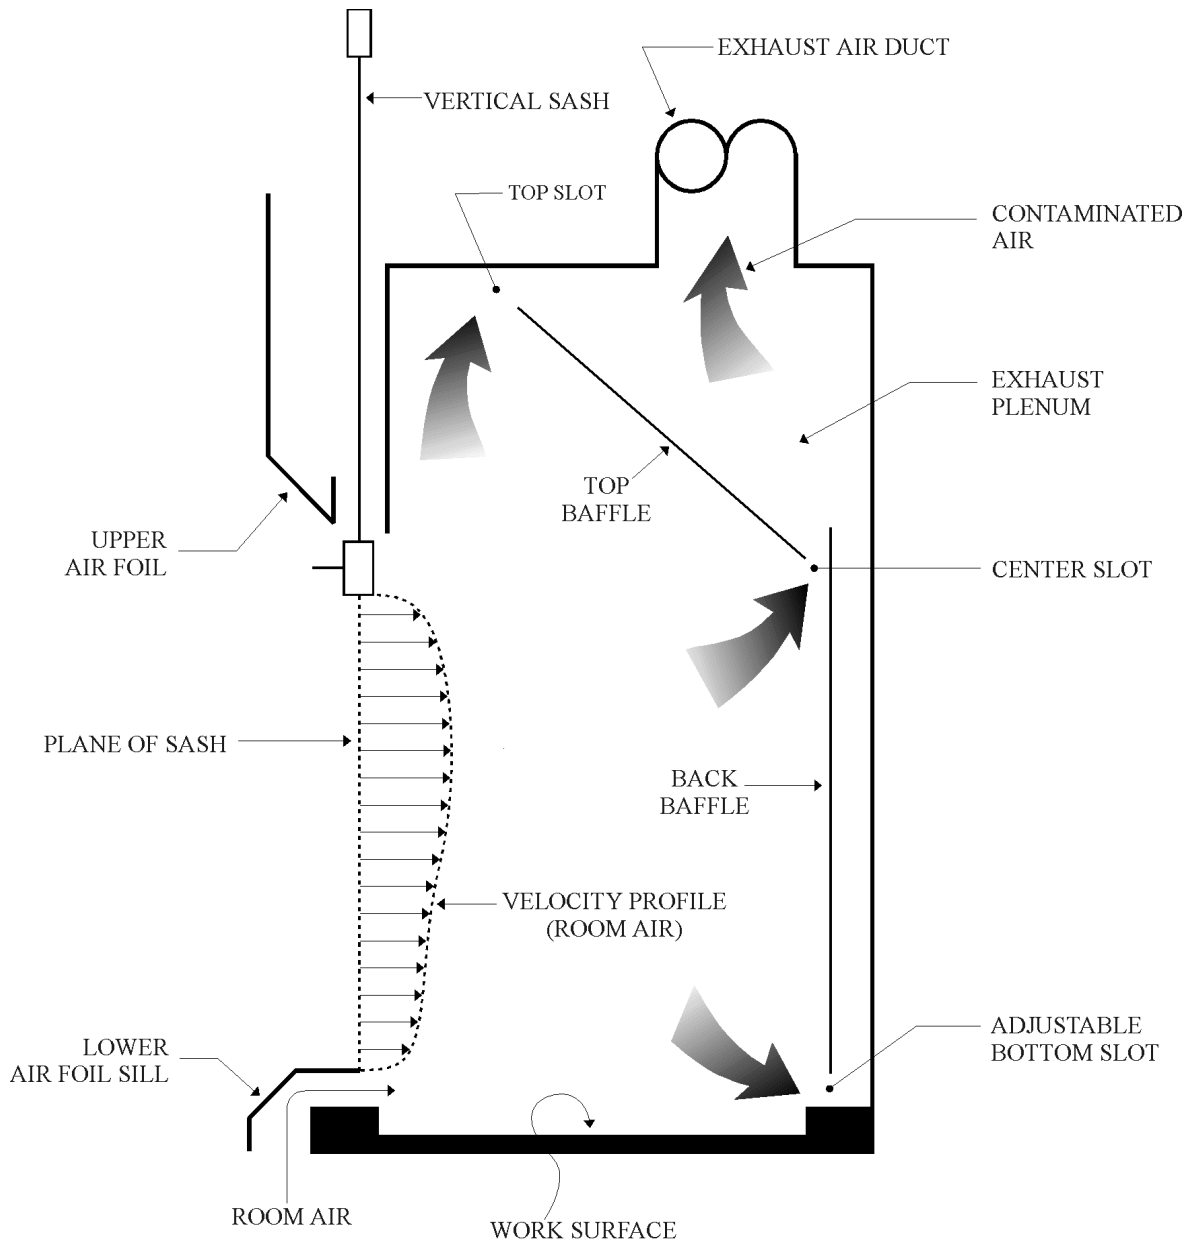 EXHAUST AIR DUCT
VERTICAL SASH
TOP SLOT
CONTAMINATED
AIR
EXHAUST
PLENUM
TOP
BAFFLE
UPPER
AIR FOIL
CENTER SLOT
PLANE OF SASH
BACK
BAFFLE
VELOCITY PROFILE
(ROOM AIR)
ADJUSTABLE
BOTTOM SLOT
LOWER
AIR FOIL SILL
ROOM AIR
WORK SURFACE